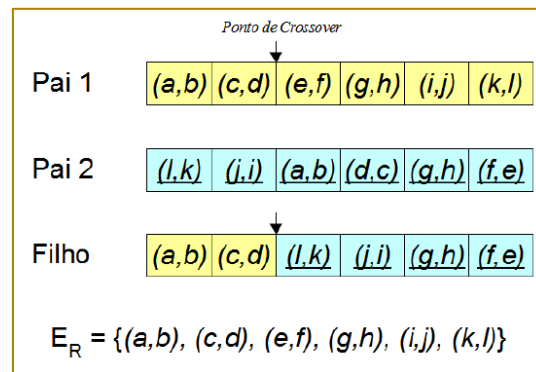 Ponto de Crossover
Pai 1 (a,b) (c,d) (e,f) (g,h) (i,j) (k,l)
Pai 2 (l,k) (j,i) (a,b) (d,c) (g,h) (f,e)
Filho (a,b) (c,d) (l,k) (j,i) (g,h) (f,e)
E_R = {(a,b), (c,d), (e,f), (g,h), (i,j), (k,l)}